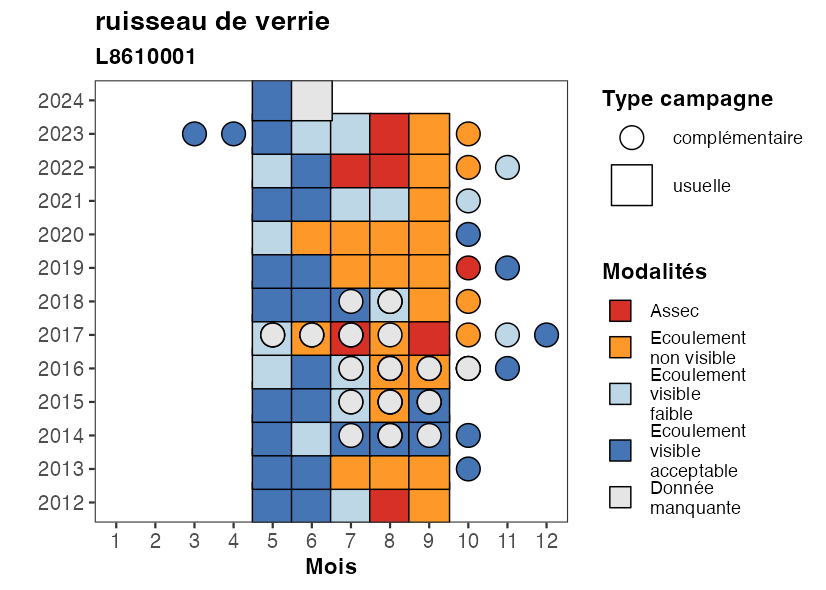 ruisseau de verrie
L8610001
2024
2023
2022
2021
2020
2019
2018
2017
2016
2015
2014
2013
2012
1 2 3 4 5 6 7 8 9 10 11 12
Mois
Type campagne
complémentaire
usuelle
Modalités
Assec
Ecoulement
non visible
Ecoulement
visible
faible
Ecoulement
visible
acceptable
Donnée
manquante